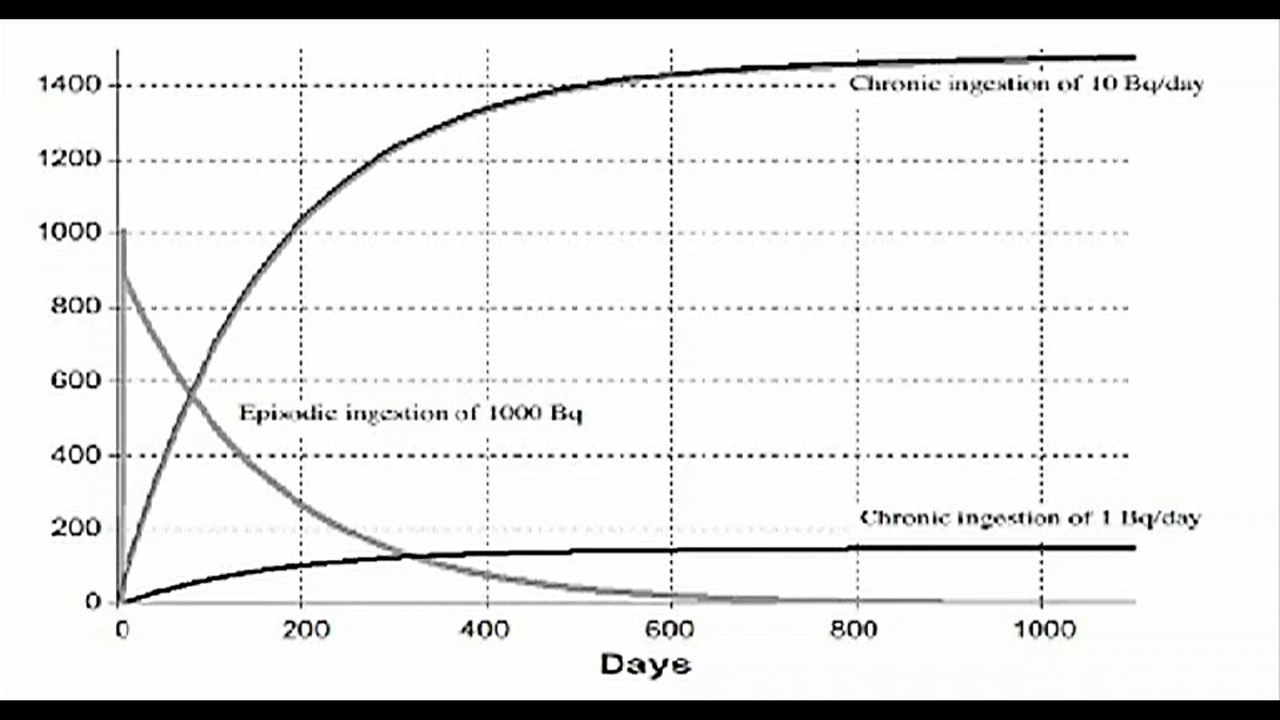 1400
Chronic ingestion of 10 Bq/day
1200
1000
800
600
Episodic ingestion of 1000 Bq
400
Chronic ingestion of 1 Bq/day
200
0
0 200 400 600 800 1000
Days